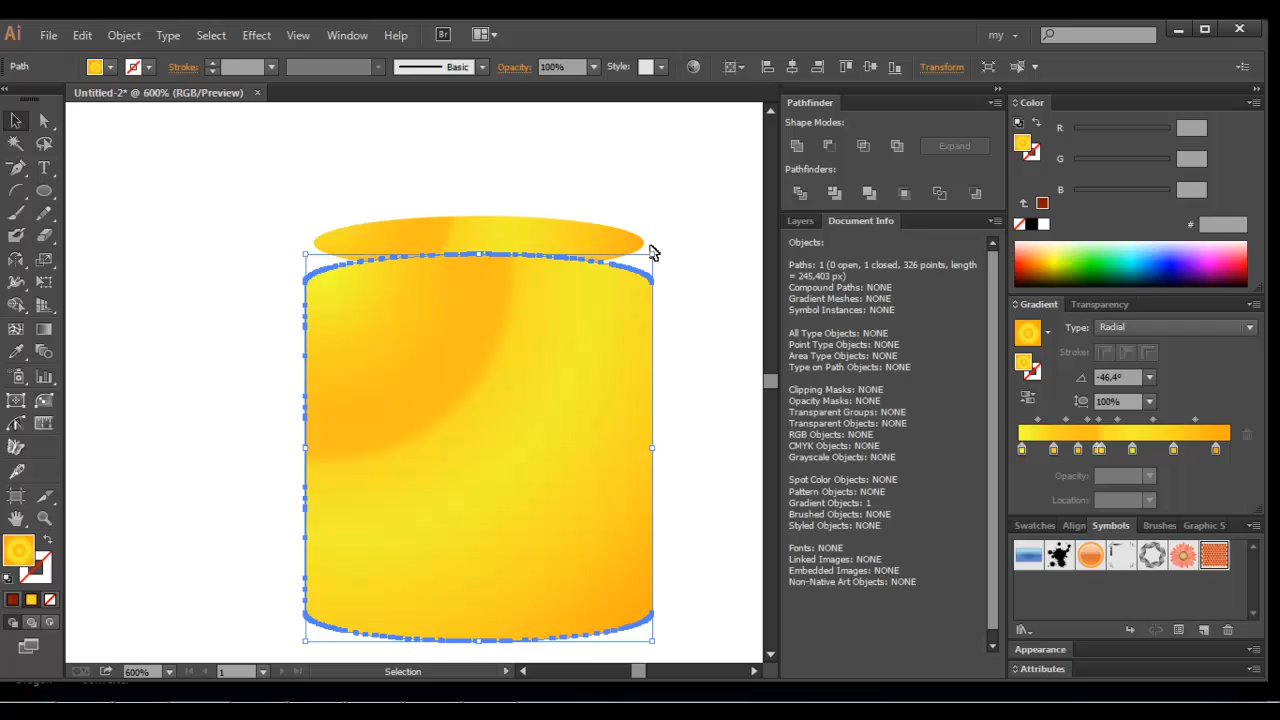 Ai File Edit Object Type Select Effect View Window Help Br my
Path Stroke: Basic Opacity: 100% Style: Transform
Untitled-2* @ 600% (RGB/Preview) ×
Pathfinder
Shape Modes:
Expand
Pathfinders:
Layers Document Info
Objects:
Paths: 1 (0 open, 1 closed, 326 points, length
= 245,403 px)
Compound Paths: NONE
Gradient Meshes: NONE
Symbol Instances: NONE
All Type Objects: NONE
Point Type Objects: NONE
Area Type Objects: NONE
Type on Path Objects: NONE
Clipping Masks: NONE
Opacity Masks: NONE
Transparent Groups: NONE
Transparent Objects: NONE
RGB Objects: NONE
CMYK Objects: NONE
Grayscale Objects: NONE
Spot Color Objects: NONE
Pattern Objects: NONE
Gradient Objects: 1
Brushed Objects: NONE
Styled Objects: NONE
Fonts: NONE
Linked Images: NONE
Embedded Images: NONE
Non-Native Art Objects: NONE
Color
R
G
B
#
Gradient Transparency
Type: Radial
Stroke:
-46,4°
100%
Opacity:
Location:
Swatches Align Symbols Brushes Graphic S
Appearance
Attributes
600% 1 Selection